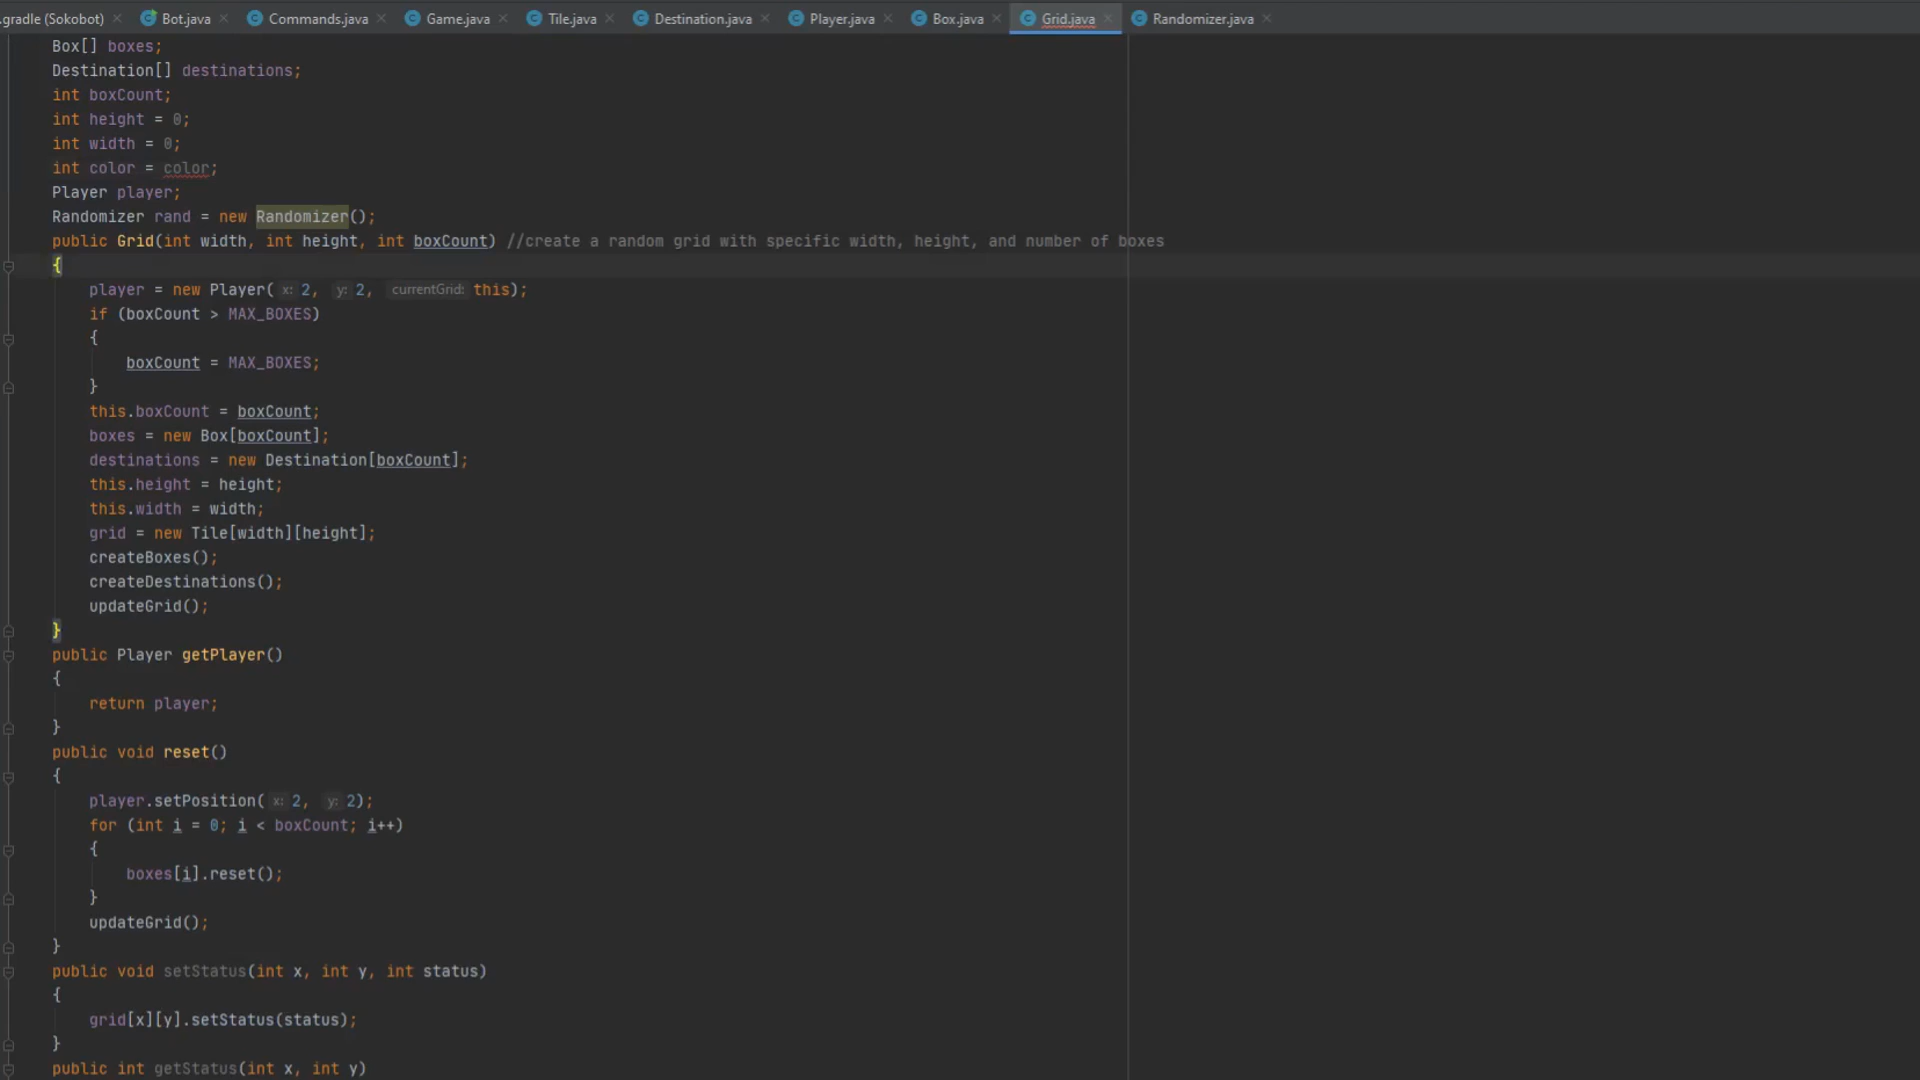 .gradle (Sokobot) Bot.java Commands.java Game.java Tile.java Destination.java Player.java Box.java Grid.java Randomizer.java
Box[] boxes;
Destination[] destinations;
int boxCount;
int height = 0;
int width = 0;
int color = color;
Player player;
Randomizer rand = new Randomizer();
public Grid(int width, int height, int boxCount) //create a random grid with specific width, height, and number of boxes
{
player = new Player( x: 2, y: 2, currentGrid: this);
if (boxCount > MAX_BOXES)
{
boxCount = MAX_BOXES;
}
this.boxCount = boxCount;
boxes = new Box[boxCount];
destinations = new Destination[boxCount];
this.height = height;
this.width = width;
grid = new Tile[width][height];
createBoxes();
createDestinations();
updateGrid();
}
public Player getPlayer()
{
return player;
}
public void reset()
{
player.setPosition( x: 2, y: 2);
for (int i = 0; i < boxCount; i++)
{
boxes[i].reset();
}
updateGrid();
}
public void setStatus(int x, int y, int status)
{
grid[x][y].setStatus(status);
}
public int getStatus(int x, int y)